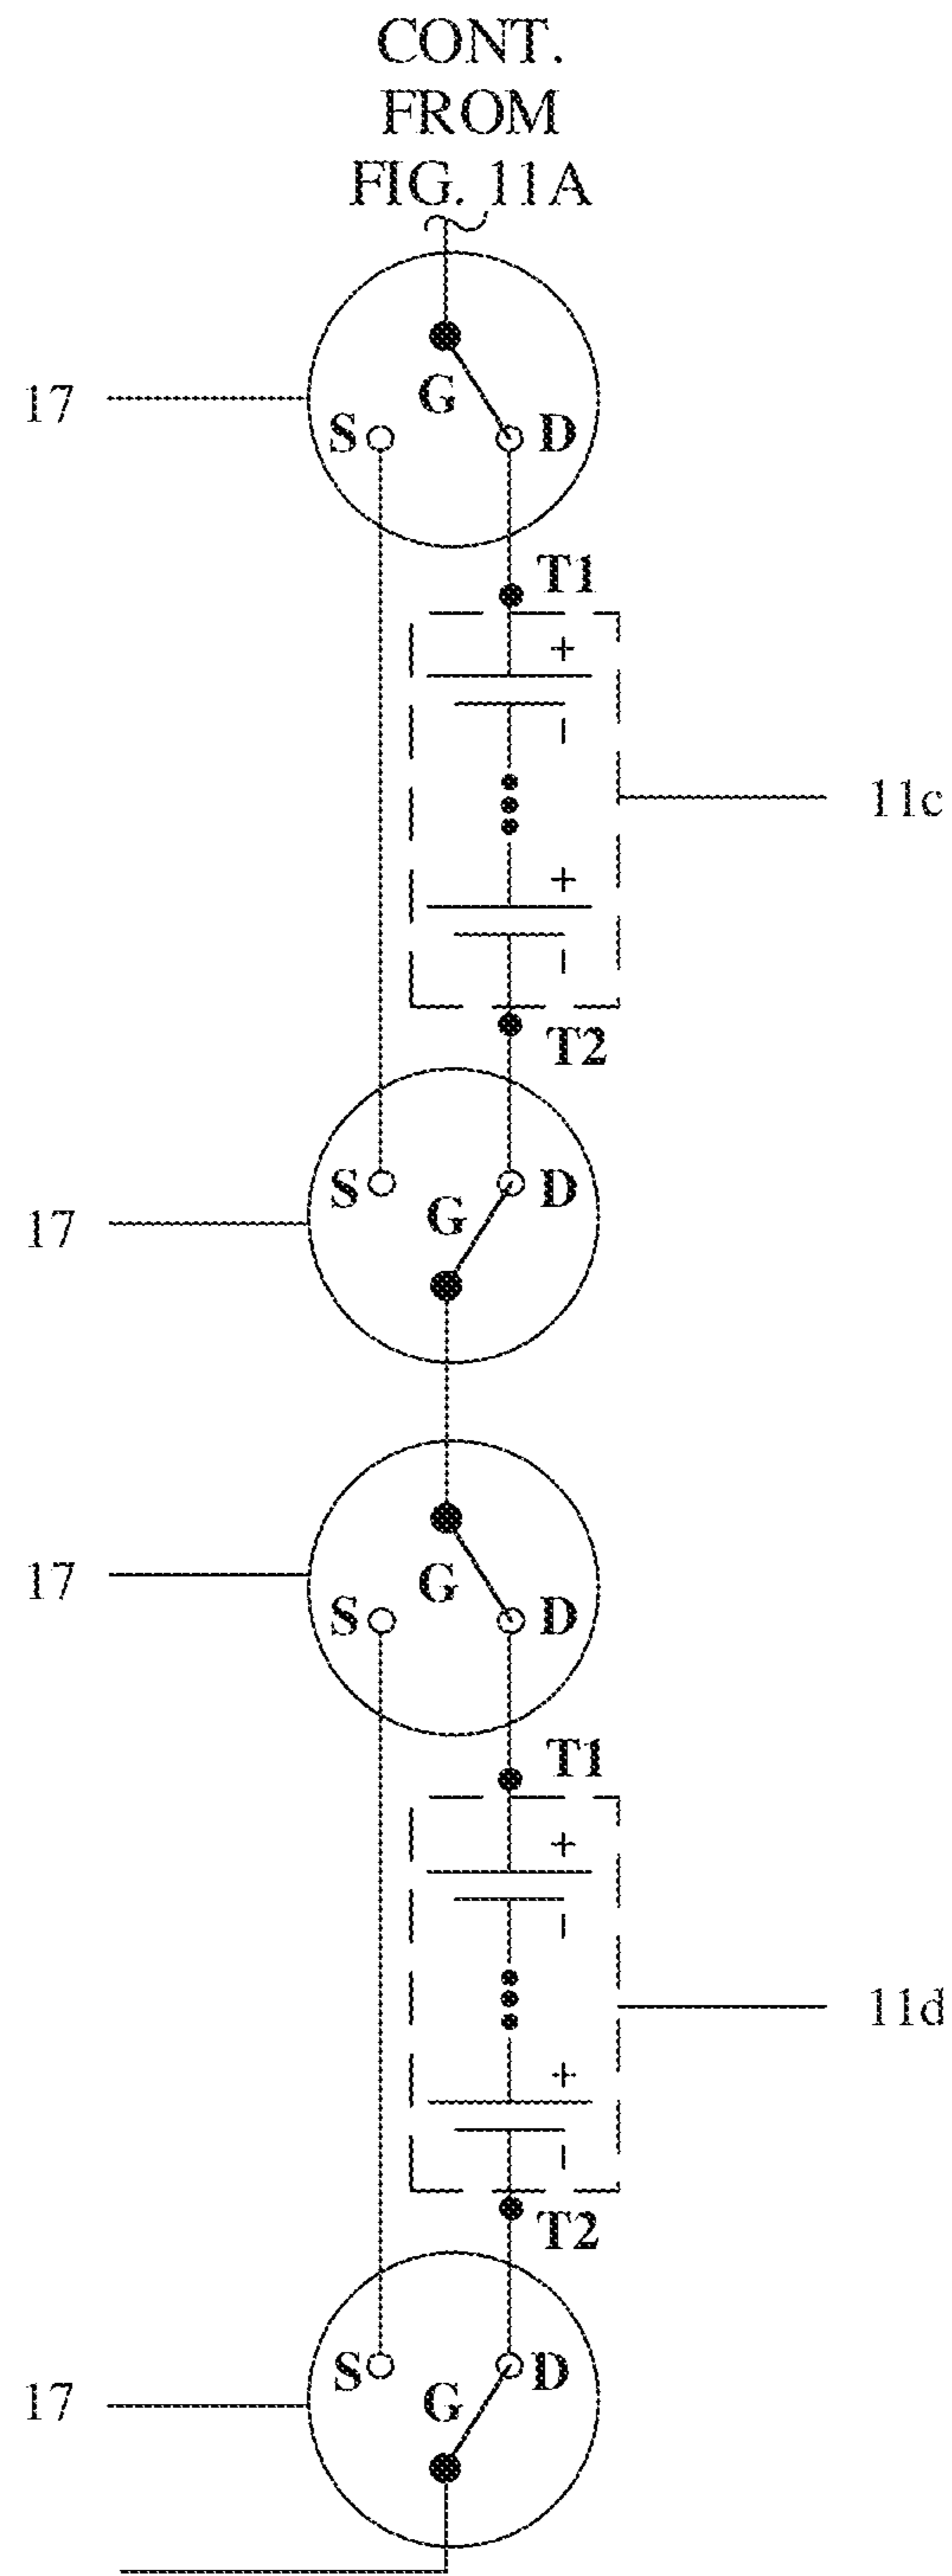 CONT.
FROM
FIG. 11A
G
17
S D
T1
+
-
11c
+
-
T2
S D
G
17
17
G
S D
T1
+
-
11d
+
-
T2
S D
G
17